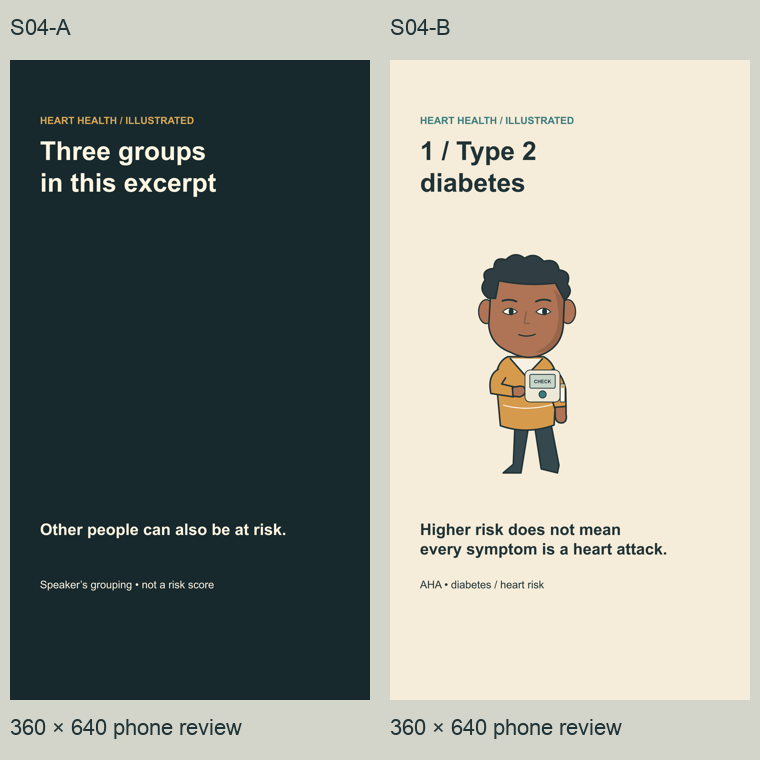 S04-A
HEART HEALTH / ILLUSTRATED
Three groups
in this excerpt
Other people can also be at risk.
Speaker’s grouping • not a risk score
360 × 640 phone review
S04-B
HEART HEALTH / ILLUSTRATED
1 / Type 2
diabetes
CHECK
Higher risk does not mean
every symptom is a heart attack.
AHA • diabetes / heart risk
360 × 640 phone review